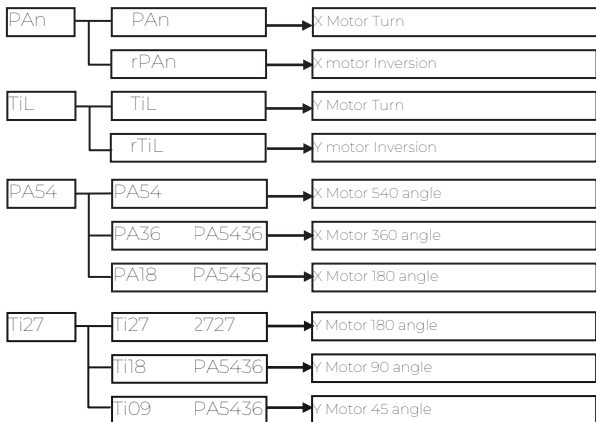 PAn PAn X Motor Turn
rPAn X motor Inversion
TiL TiL Y Motor Turn
rTiL Y motor Inversion
PA54 PA54 X Motor 540 angle
PA36 PA5436 X Motor 360 angle
PA18 PA5436 X Motor 180 angle
Ti27 Ti27 2727 Y Motor 180 angle
Ti18 PA5436 Y Motor 90 angle
Ti09 PA5436 Y Motor 45 angle